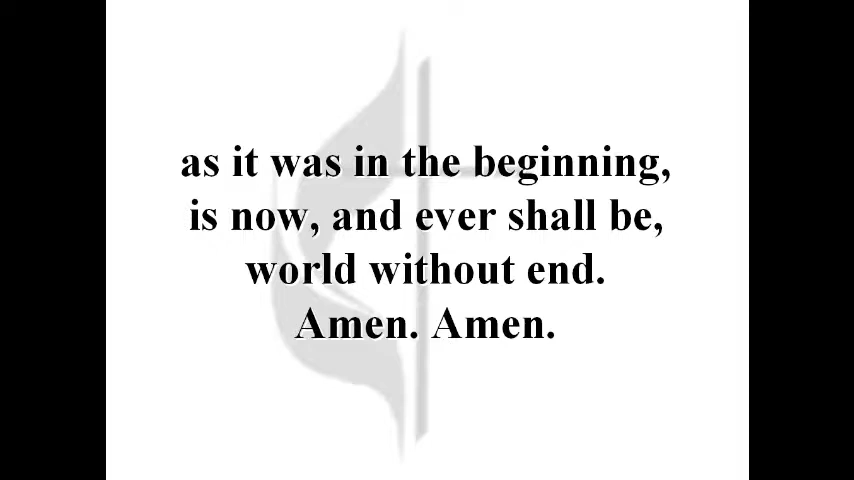 as it was in the beginning,
is now, and ever shall be,
world without end.
Amen. Amen.